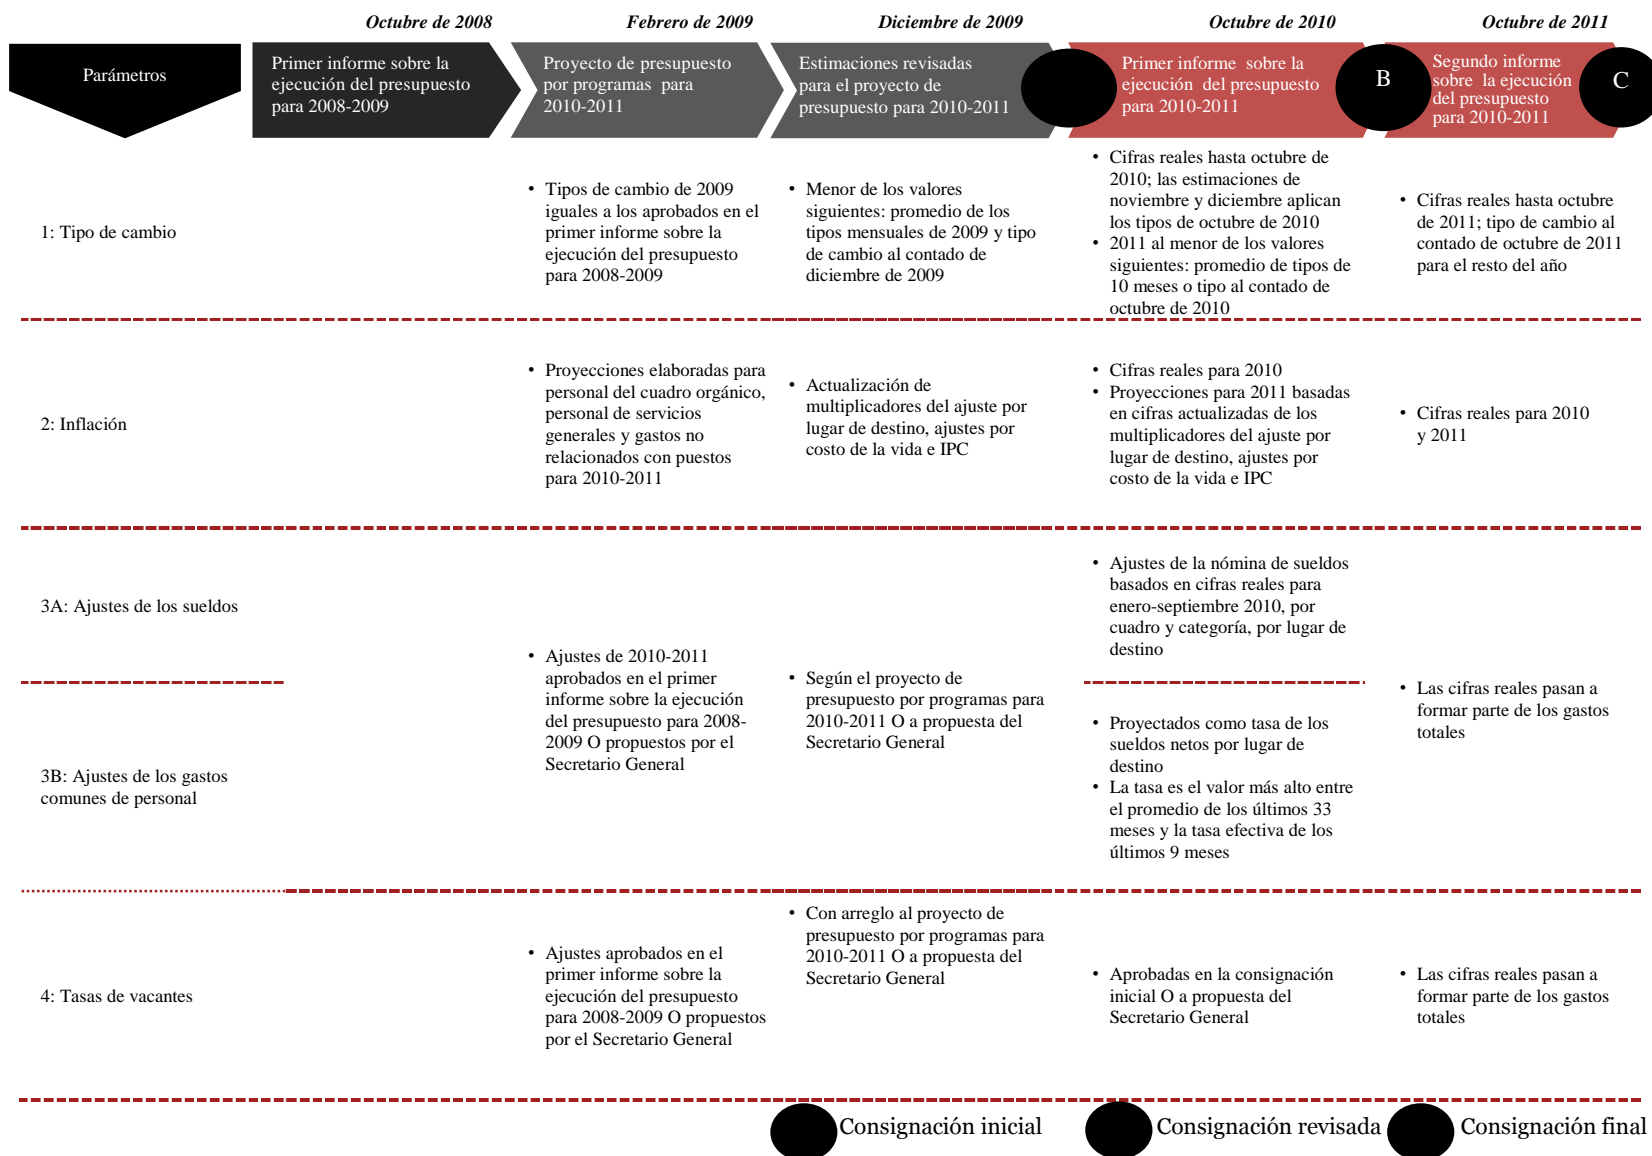 Octubre de 2008
Febrero de 2009
Diciembre de 2009
Octubre de 2010
Octubre de 2011
Parámetros
Primer informe sobre la
ejecución del presupuesto
para 2008-2009
Proyecto de presupuesto
por programas para
2010-2011
Estimaciones revisadas
para el proyecto de
presupuesto para 2010-2011
Primer informe sobre la
ejecución del presupuesto
para 2010-2011
B
Segundo informe
sobre la ejecución
del presupuesto
para 2010-2011
C
1: Tipo de cambio
• Tipos de cambio de 2009
iguales a los aprobados en el
primer informe sobre la
ejecución del presupuesto
para 2008-2009
• Menor de los valores
siguientes: promedio de los
tipos mensuales de 2009 y tipo
de cambio al contado de
diciembre de 2009
• Cifras reales hasta octubre de
2010; las estimaciones de
noviembre y diciembre aplican
los tipos de octubre de 2010
• 2011 al menor de los valores
siguientes: promedio de tipos de
10 meses o tipo al contado de
octubre de 2010
• Cifras reales hasta octubre
de 2011; tipo de cambio al
contado de octubre de 2011
para el resto del año
2: Inflación
• Proyecciones elaboradas para
personal del cuadro orgánico,
personal de servicios
generales y gastos no
relacionados con puestos
para 2010-2011
• Actualización de
multiplicadores del ajuste por
lugar de destino, ajustes por
costo de la vida e IPC
• Cifras reales para 2010
• Proyecciones para 2011 basadas
en cifras actualizadas de los
multiplicadores del ajuste por
lugar de destino, ajustes por
costo de la vida e IPC
• Cifras reales para 2010
y 2011
3A: Ajustes de los sueldos
3B: Ajustes de los gastos
comunes de personal
• Ajustes de 2010-2011
aprobados en el primer
informe sobre la ejecución
del presupuesto para 2008-
2009 O propuestos por el
Secretario General
• Según el proyecto de
presupuesto por programas para
2010-2011 O a propuesta del
Secretario General
• Ajustes de la nómina de sueldos
basados en cifras reales para
enero-septiembre 2010, por
cuadro y categoría, por lugar de
destino
• Proyectados como tasa de los
sueldos netos por lugar de
destino
• La tasa es el valor más alto entre
el promedio de los últimos 33
meses y la tasa efectiva de los
últimos 9 meses
• Las cifras reales pasan a
formar parte de los gastos
totales
4: Tasas de vacantes
• Ajustes aprobados en el
primer informe sobre la
ejecución del presupuesto
para 2008-2009 O propuestos
por el Secretario General
• Con arreglo al proyecto de
presupuesto por programas para
2010-2011 O a propuesta del
Secretario General
• Aprobadas en la consignación
inicial O a propuesta del
Secretario General
• Las cifras reales pasan a
formar parte de los gastos
totales
Consignación inicial
Consignación revisada
Consignación final